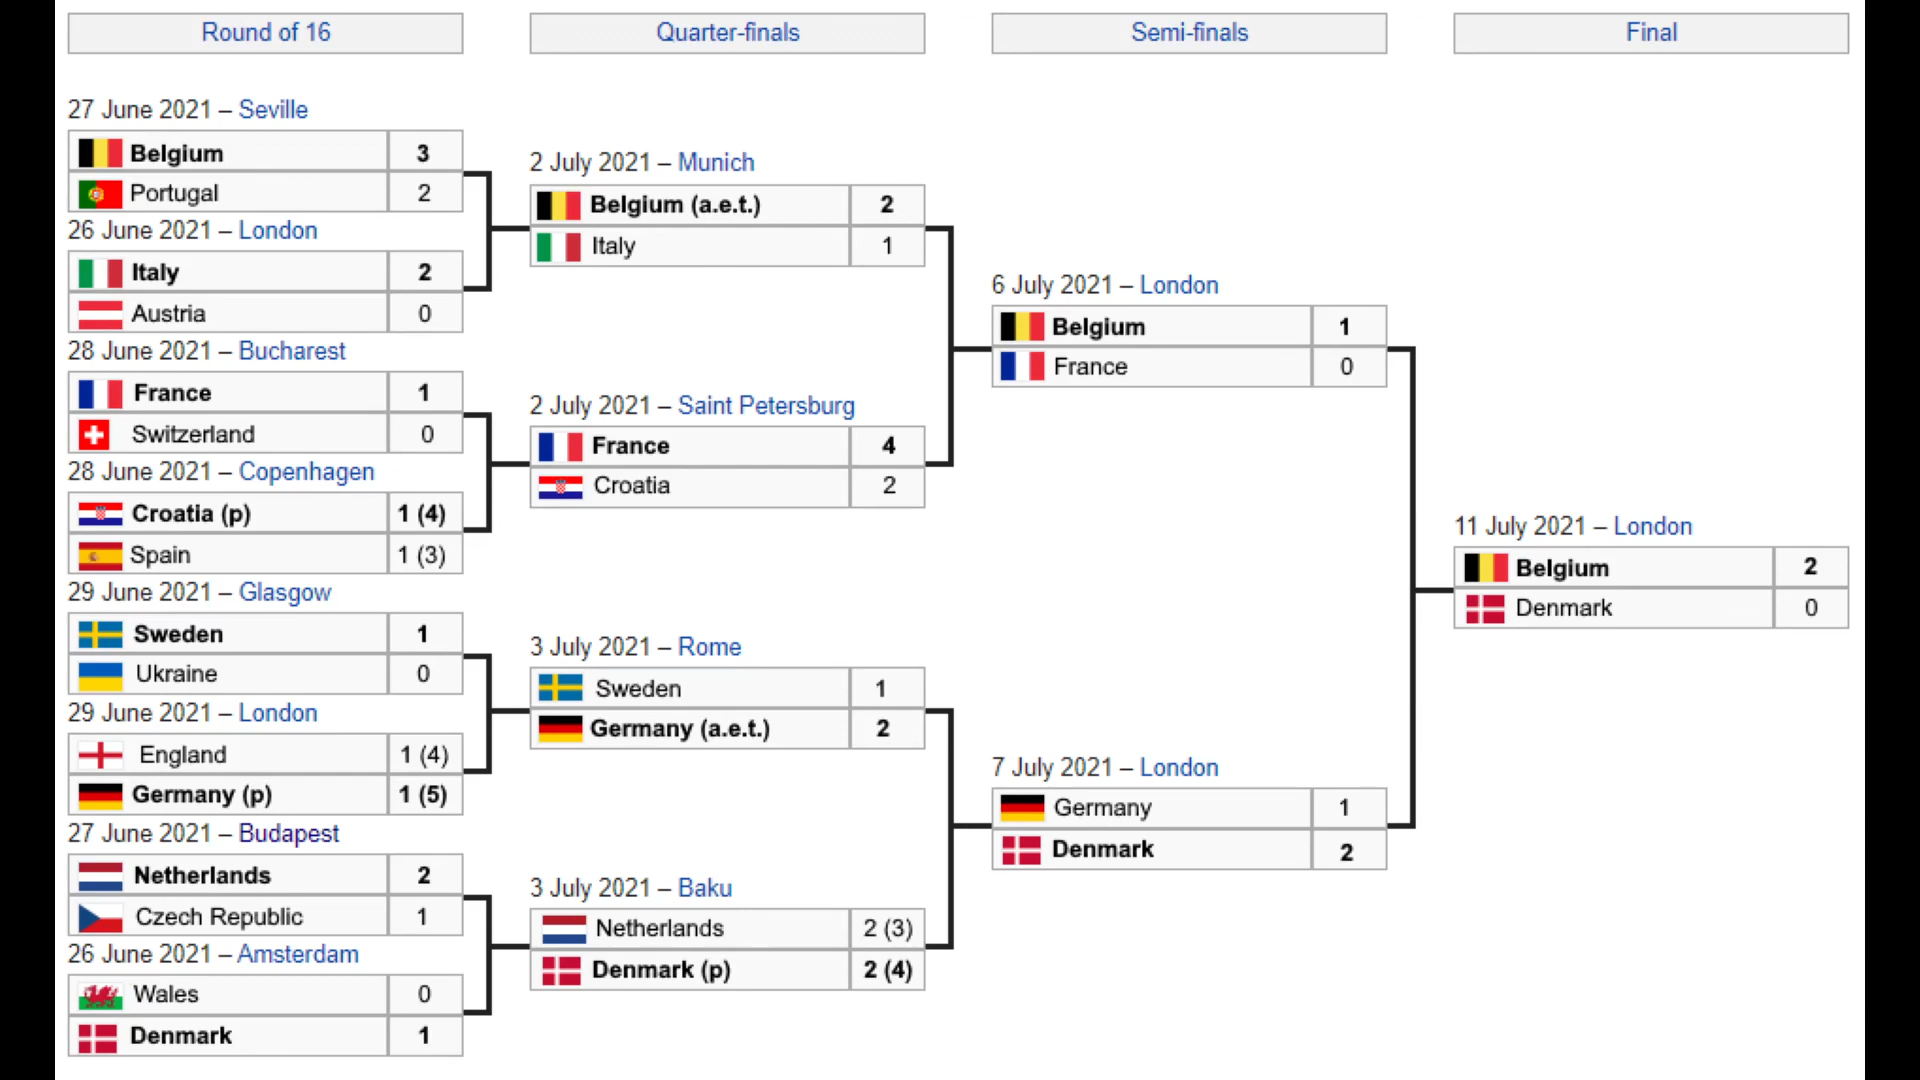 Round of 16
Quarter-finals
Semi-finals
Final
27 June 2021 – Seville
Belgium 3
Portugal 2
26 June 2021 – London
Italy 2
Austria 0
28 June 2021 – Bucharest
France 1
Switzerland 0
28 June 2021 – Copenhagen
Croatia (p) 1 (4)
Spain 1 (3)
29 June 2021 – Glasgow
Sweden 1
Ukraine 0
29 June 2021 – London
England 1 (4)
Germany (p) 1 (5)
27 June 2021 – Budapest
Netherlands 2
Czech Republic 1
26 June 2021 – Amsterdam
Wales 0
Denmark 1
2 July 2021 – Munich
Belgium (a.e.t.) 2
Italy 1
2 July 2021 – Saint Petersburg
France 4
Croatia 2
3 July 2021 – Rome
Sweden 1
Germany (a.e.t.) 2
3 July 2021 – Baku
Netherlands 2 (3)
Denmark (p) 2 (4)
6 July 2021 – London
Belgium 1
France 0
7 July 2021 – London
Germany 1
Denmark 2
11 July 2021 – London
Belgium 2
Denmark 0